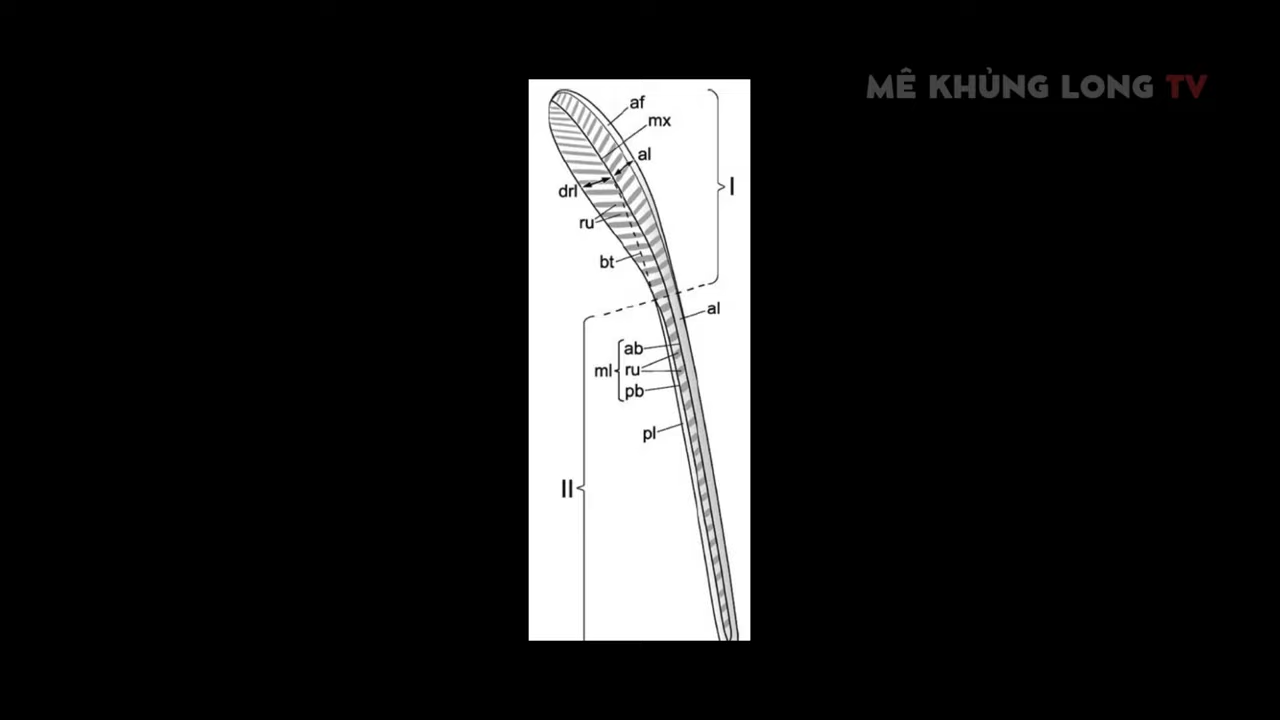 MÊ KHỦNG LONG TV
af
mx
al
I
drl
ru
bt
al
ab
ml
ru
pb
pl
II